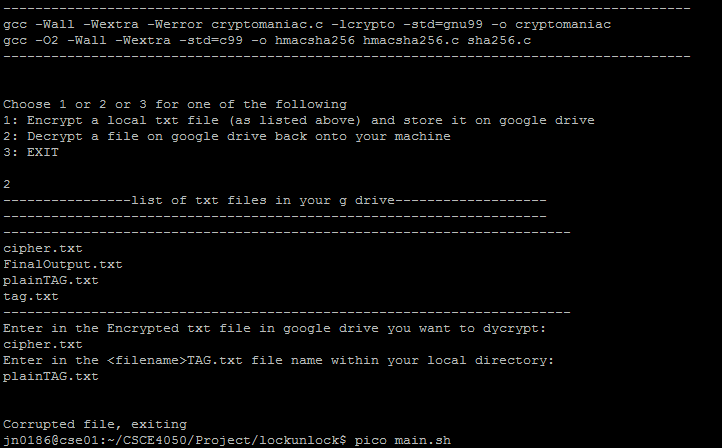 ---------------------------------------------------------------------------------------
gcc -Wall -Wextra -Werror cryptomaniac.c -lcrypto -std=gnu99 -o cryptomaniac
gcc -O2 -Wall -Wextra -std=c99 -o hmacsha256 hmacsha256.c sha256.c
---------------------------------------------------------------------------------------
Choose 1 or 2 or 3 for one of the following
1: Encrypt a local txt file (as listed above) and store it on google drive
2: Decrypt a file on google drive back onto your machine
3: EXIT
2
----------------list of txt files in your g drive-------------------
--------------------------------------------------------------------
-----------------------------------------------------------------------
cipher.txt
FinalOutput.txt
plainTAG.txt
tag.txt
-----------------------------------------------------------------------
Enter in the Encrypted txt file in google drive you want to dycrypt:
cipher.txt
Enter in the <filename>TAG.txt file name within your local directory:
plainTAG.txt
Corrupted file, exiting
jn0186@cse01:~/CSCE4050/Project/lockunlock$ pico main.sh